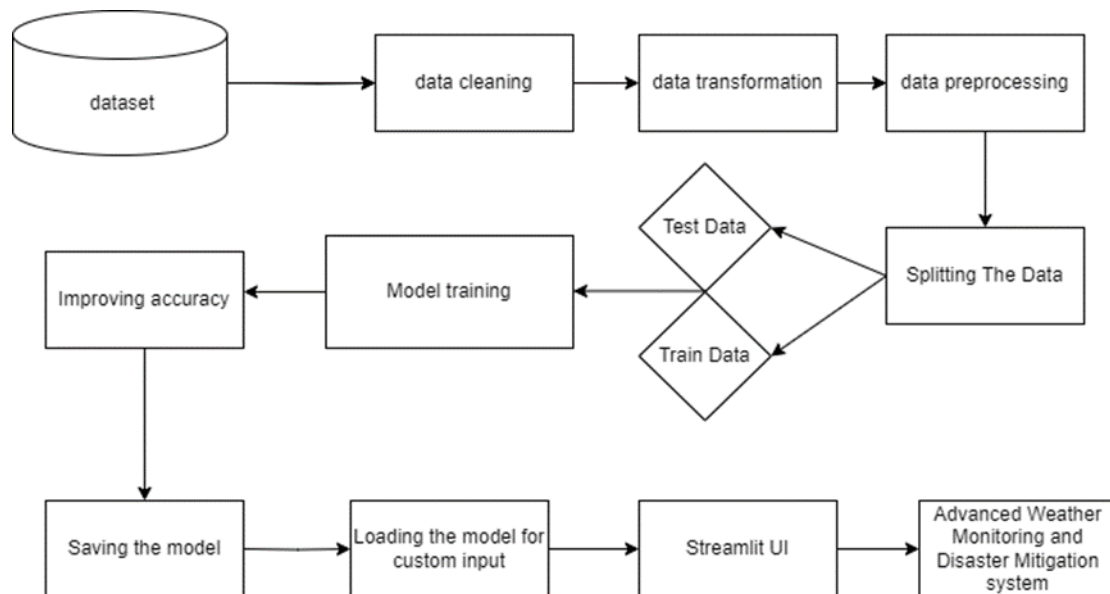 dataset
data cleaning
data transformation
data preprocessing
Splitting The Data
Test Data
Train Data
Model training
Improving accuracy
Saving the model
Loading the model for
custom input
Streamlit UI
Advanced Weather
Monitoring and
Disaster Mitigation
system